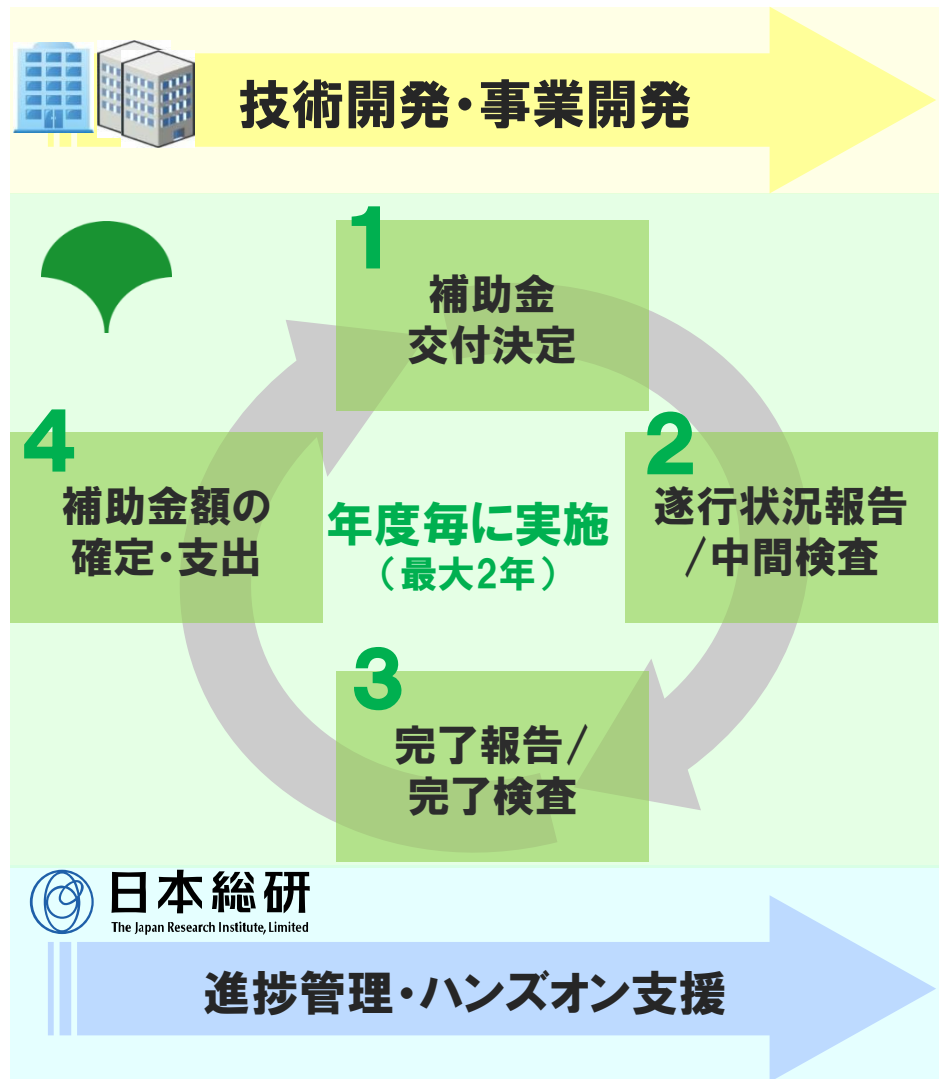 技術開発・事業開発
1
補助金
交付決定
4
補助金額の
確定・支出
年度毎に実施
（最大2年）
2
遂行状況報告
/中間検査
3
完了報告/
完了検査
日本総研
The Japan Research Institute, Limited
進捗管理・ハンズオン支援